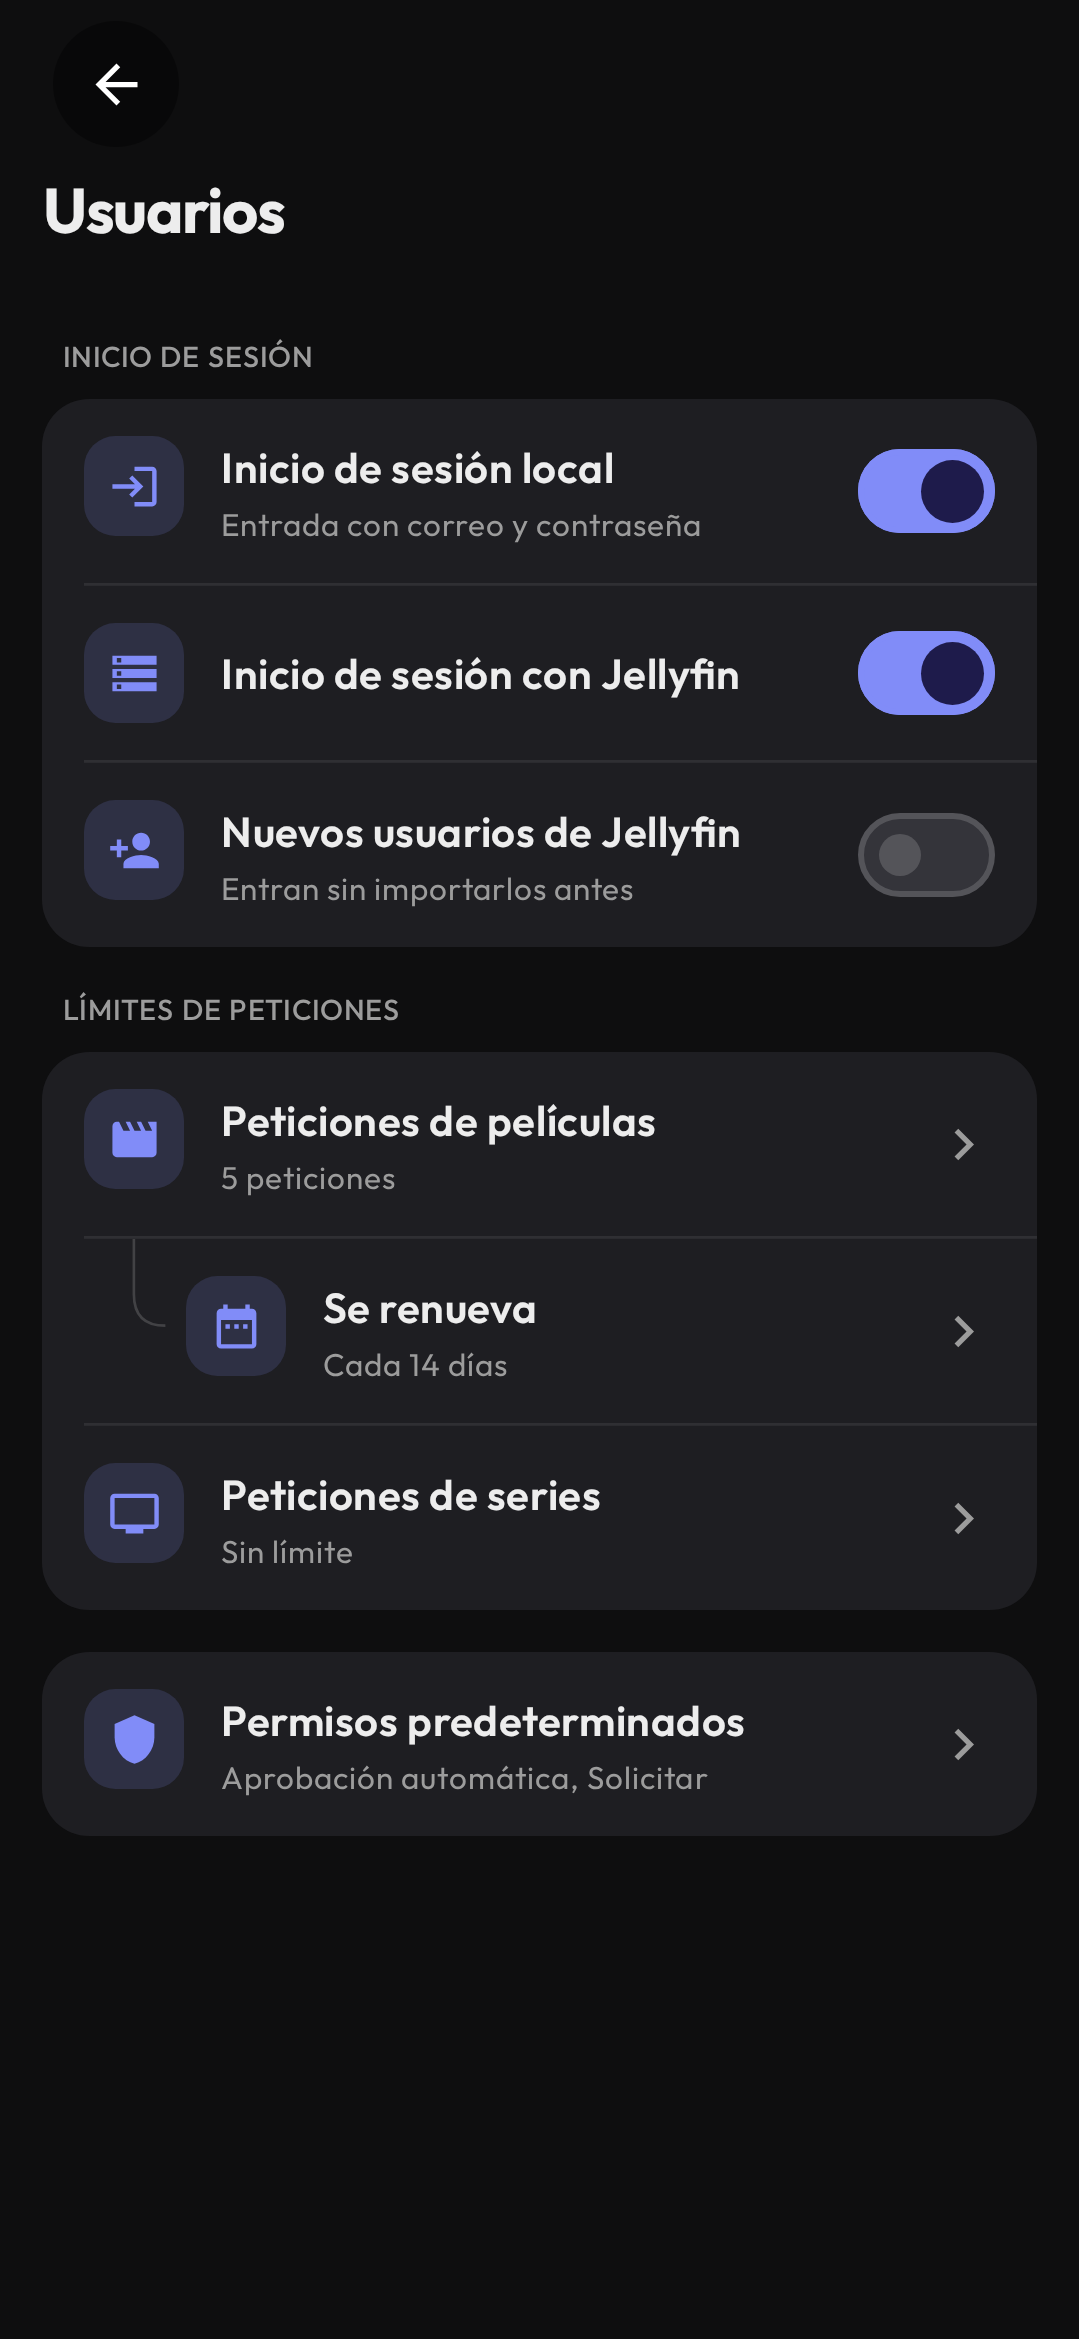 Usuarios
INICIO DE SESIÓN
Inicio de sesión local
Entrada con correo y contraseña
Inicio de sesión con Jellyfin
Nuevos usuarios de Jellyfin
Entran sin importarlos antes
LÍMITES DE PETICIONES
Peticiones de películas
5 peticiones
Se renueva
Cada 14 días
Peticiones de series
Sin límite
Permisos predeterminados
Aprobación automática, Solicitar